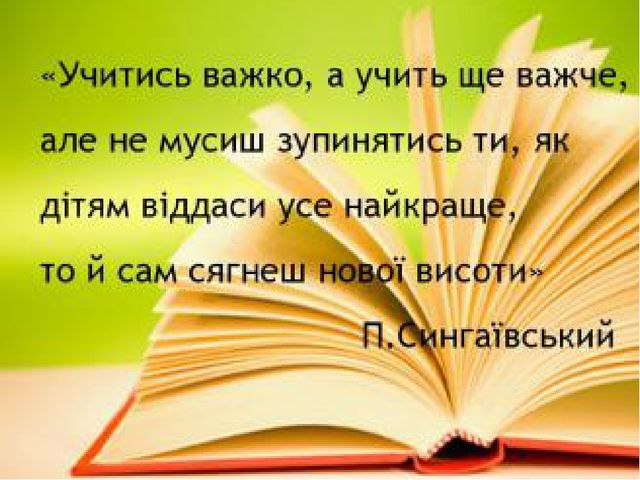 «Учитись важко, а учить ще важче,
але не мусиш зупинятись ти, як
дітям віддаси усе найкраще,
то й сам сягнеш нової висоти»
П.Сингаївський